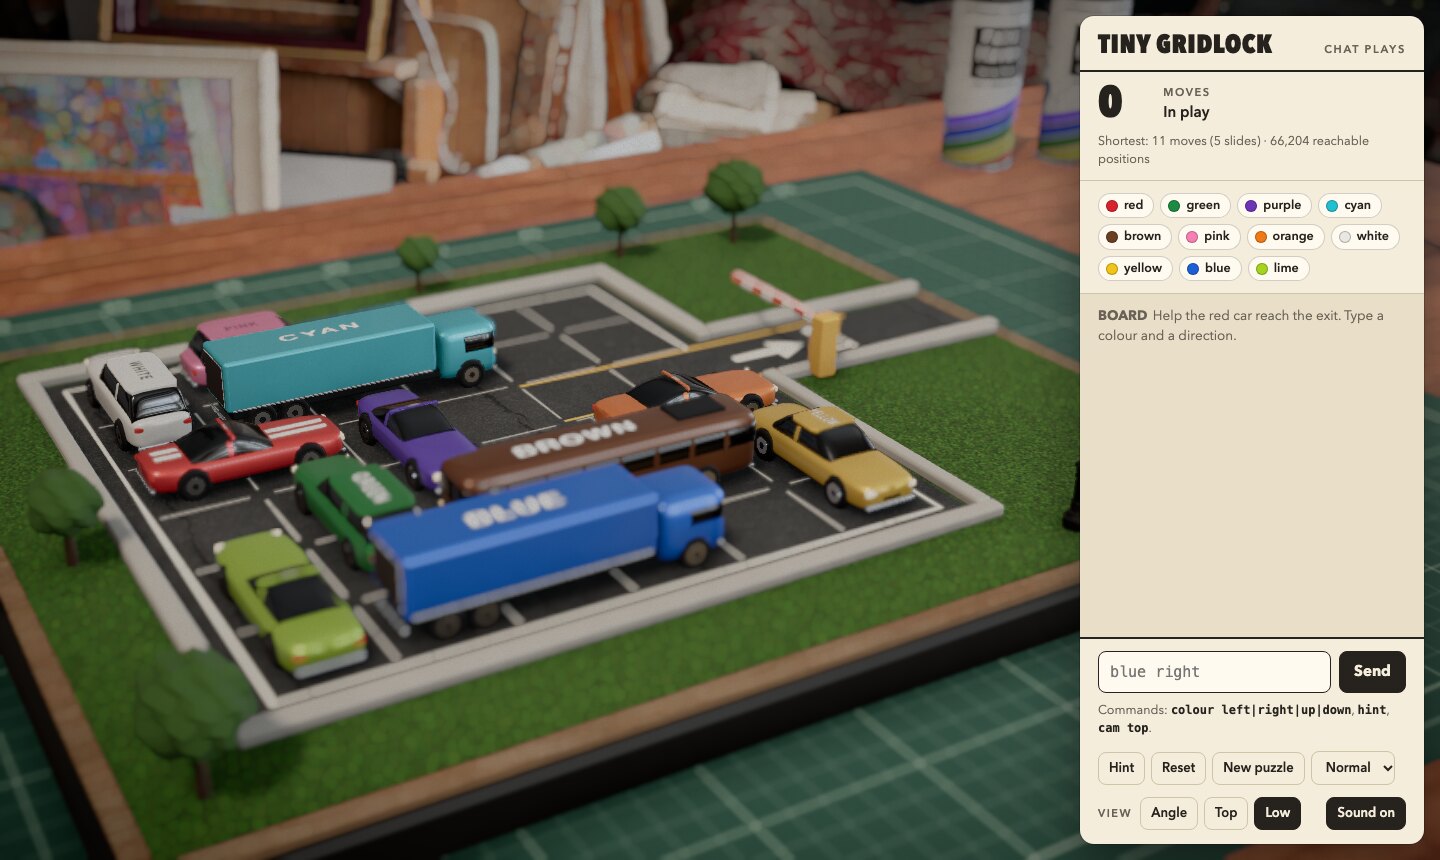 TINY GRIDLOCK
CHAT PLAYS
0
MOVES
In play
Shortest: 11 moves (5 slides) · 66,204 reachable
positions
red
green
purple
cyan
brown
pink
orange
white
yellow
blue
lime
BOARD Help the red car reach the exit. Type a
colour and a direction.
blue right
Send
Commands: colour left|right|up|down, hint,
cam top.
Hint
Reset
New puzzle
Normal
VIEW
Angle
Top
Low
Sound on
PINK
CYAN
WHITE
BROWN
BLUE